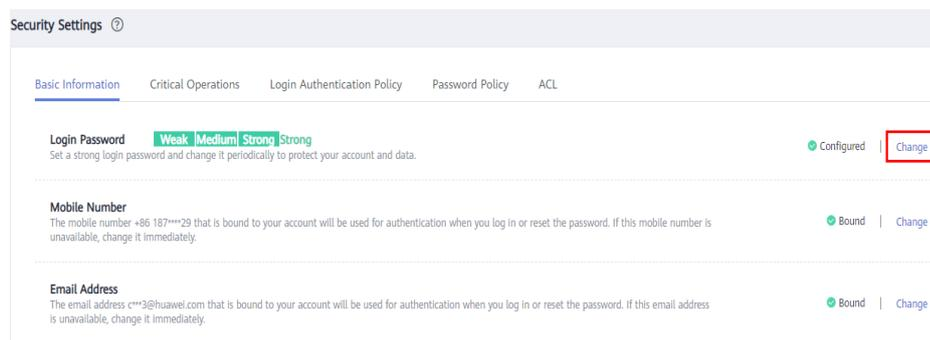 Security Settings ?
Basic Information Critical Operations Login Authentication Policy Password Policy ACL
Login Password Weak Medium Strong Strong
Set a strong login password and change it periodically to protect your account and data.
Configured | Change
Mobile Number
The mobile number +86 187****29 that is bound to your account will be used for authentication when you log in or reset the password. If this mobile number is
unavailable, change it immediately.
Bound | Change
Email Address
The email address c***3@huawei.com that is bound to your account will be used for authentication when you log in or reset the password. If this email address
is unavailable, change it immediately.
Bound | Change